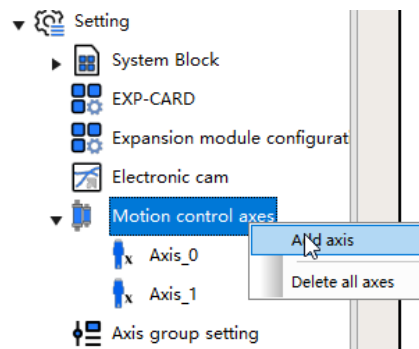 Setting
System Block
EXP-CARD
Expansion module configurat
Electronic cam
Motion control axes
Add axis
Axis_0
Delete all axes
Axis_1
Axis group setting